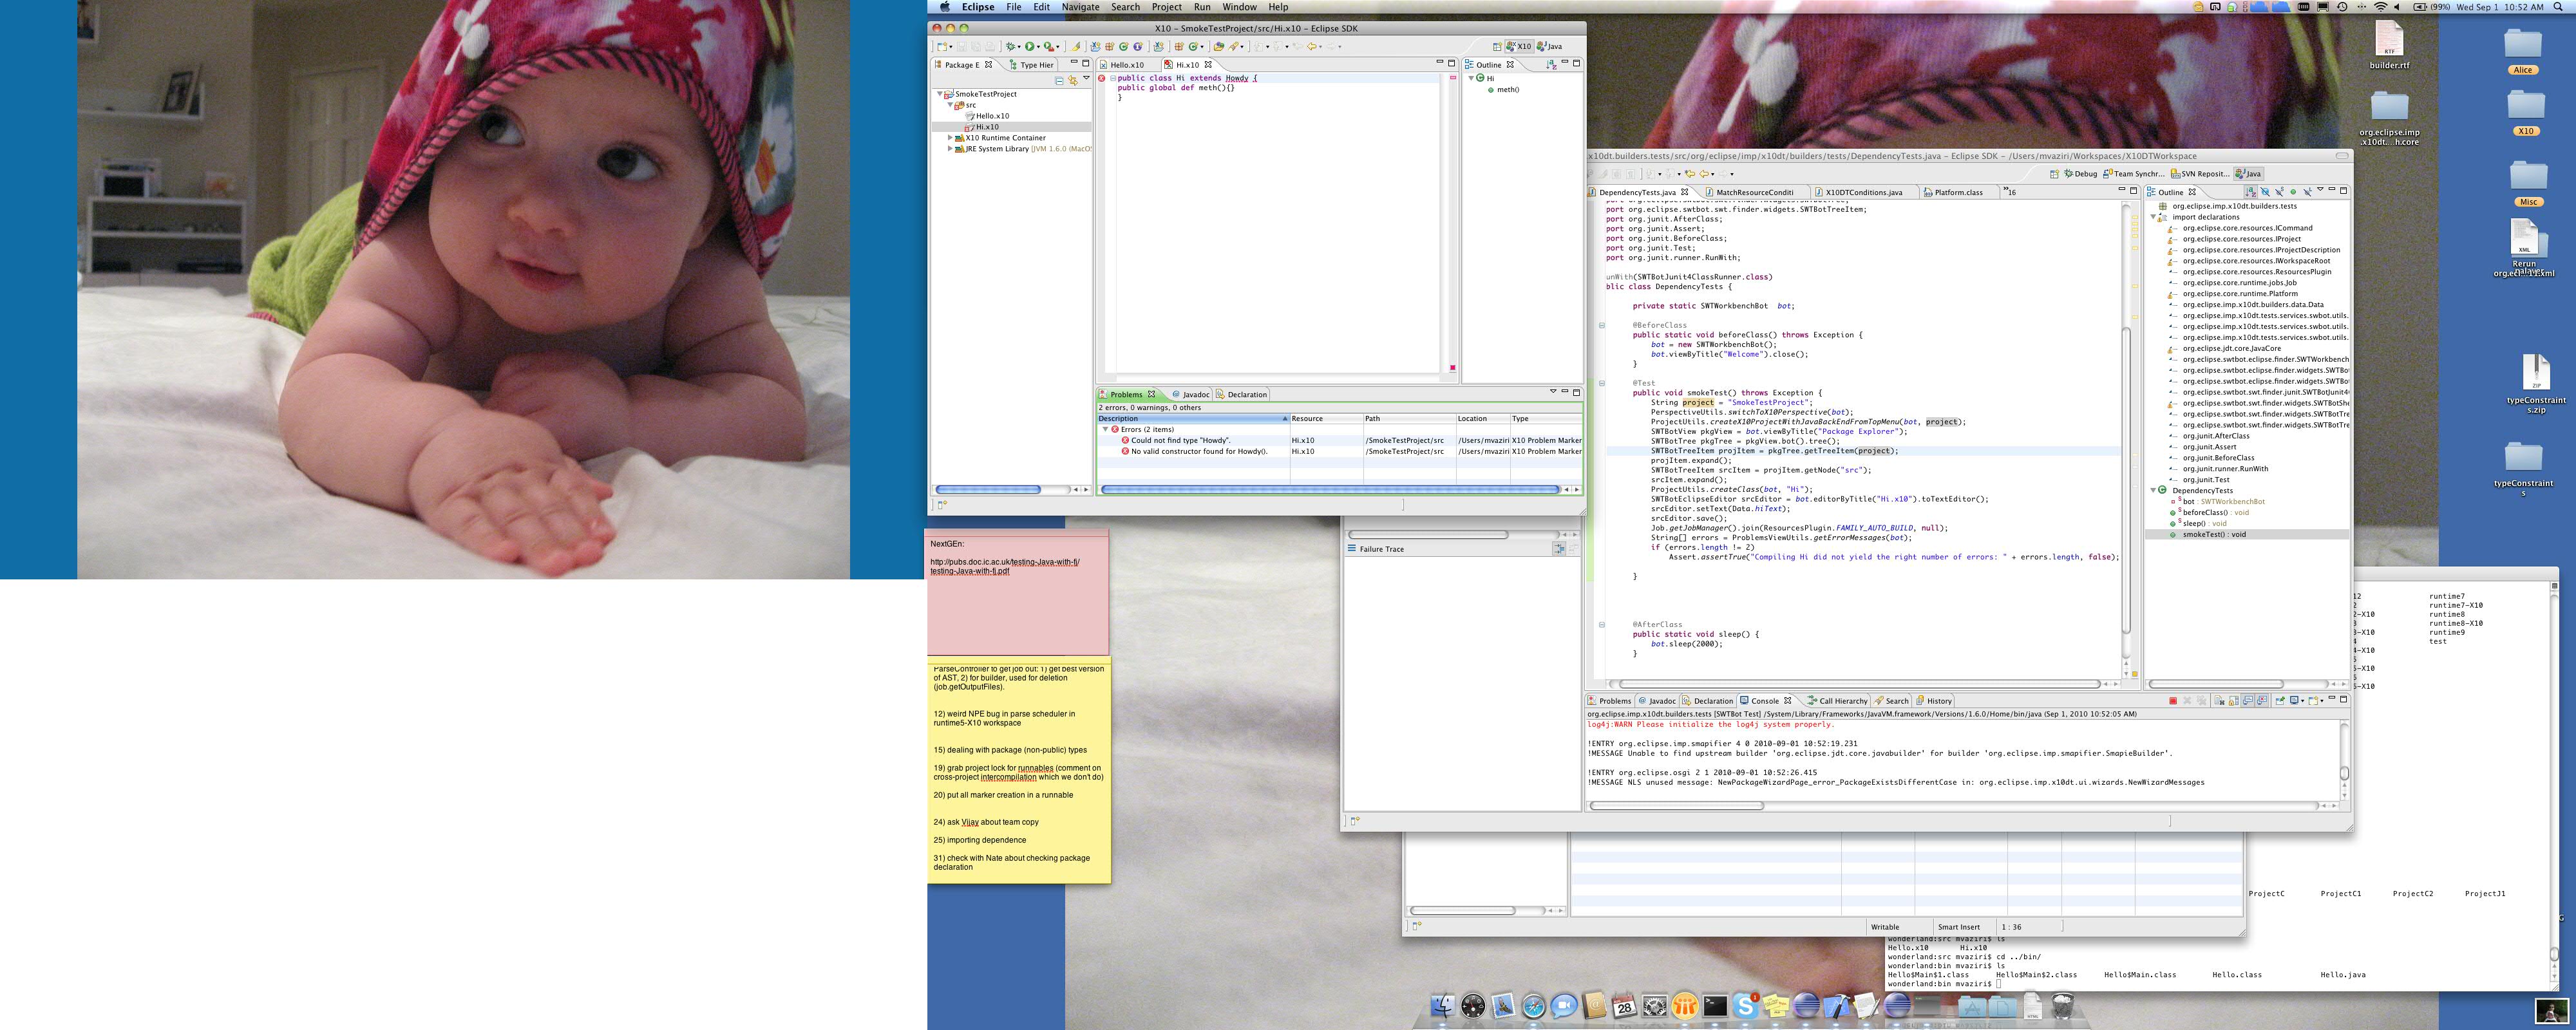 Eclipse File Edit Navigate Search Project Run Window Help
(99%) Wed Sep 1 10:52 AM
X10 - SmokeTestProject/src/Hi.x10 - Eclipse SDK
X10 Java
Package E Type Hier
SmokeTestProject
src
Hello.x10
Hi.x10
X10 Runtime Container
JRE System Library [JVM 1.6.0 (MacOS
Hello.x10 Hi.x10
public class Hi extends Howdy {
public global def meth(){}
}
Outline
Hi
meth()
Problems Javadoc Declaration
2 errors, 0 warnings, 0 others
Description Resource Path Location Type
Errors (2 items)
Could not find type "Howdy". Hi.x10 /SmokeTestProject/src /Users/mvaziri X10 Problem Marker
No valid constructor found for Howdy(). Hi.x10 /SmokeTestProject/src /Users/mvaziri X10 Problem Marker
NextGEn:
http://pubs.doc.ic.ac.uk/testing-Java-with-fj/
testing-Java-with-fj.pdf
ParseController to get job out: 1) get best version
of AST, 2) for builder, used for deletion
(job.getOutputFiles).
12) weird NPE bug in parse scheduler in
runtime5-X10 workspace
15) dealing with package (non-public) types
19) grab project lock for runnables (comment on
cross-project intercompilation which we don't do)
20) put all marker creation in a runnable
24) ask Vijay about team copy
25) importing dependence
31) check with Nate about checking package
declaration
Failure Trace
x10dt.builders.tests/src/org/eclipse/imp/x10dt/builders/tests/DependencyTests.java - Eclipse SDK - /Users/mvaziri/Workspaces/X10DTWorkspace
Debug Team Synchr... SVN Reposit... Java
DependencyTests.java MatchResourceConditi X10DTConditions.java Platform.class 16
port org.eclipse.swtbot.swt.finder.widgets.SWTBotTreeItem;
port org.junit.AfterClass;
port org.junit.Assert;
port org.junit.BeforeClass;
port org.junit.Test;
port org.junit.runner.RunWith;
unWith(SWTBotJunit4ClassRunner.class)
blic class DependencyTests {
private static SWTWorkbenchBot bot;
@BeforeClass
public static void beforeClass() throws Exception {
bot = new SWTWorkbenchBot();
bot.viewByTitle("Welcome").close();
}
@Test
public void smokeTest() throws Exception {
String project = "SmokeTestProject";
PerspectiveUtils.switchToX10Perspective(bot);
ProjectUtils.createX10ProjectWithJavaBackEndFromTopMenu(bot, project);
SWTBotView pkgView = bot.viewByTitle("Package Explorer");
SWTBotTree pkgTree = pkgView.bot().tree();
SWTBotTreeItem projItem = pkgTree.getTreeItem(project);
projItem.expand();
SWTBotTreeItem srcItem = projItem.getNode("src");
srcItem.expand();
ProjectUtils.createClass(bot, "Hi");
SWTBotEclipseEditor srcEditor = bot.editorByTitle("Hi.x10").toTextEditor();
srcEditor.setText(Data.hiText);
srcEditor.save();
Job.getJobManager().join(ResourcesPlugin.FAMILY_AUTO_BUILD, null);
String[] errors = ProblemsViewUtils.getErrorMessages(bot);
if (errors.length != 2)
Assert.assertTrue("Compiling Hi did not yield the right number of errors: " + errors.length, false);
}
@AfterClass
public static void sleep() {
bot.sleep(2000);
}
Outline
org.eclipse.imp.x10dt.builders.tests
import declarations
org.eclipse.core.resources.ICommand
org.eclipse.core.resources.IProject
org.eclipse.core.resources.IProjectDescription
org.eclipse.core.resources.IWorkspaceRoot
org.eclipse.core.resources.ResourcesPlugin
org.eclipse.core.runtime.jobs.Job
org.eclipse.core.runtime.Platform
org.eclipse.imp.x10dt.builders.data.Data
org.eclipse.imp.x10dt.tests.services.swbot.utils.
org.eclipse.imp.x10dt.tests.services.swbot.utils.
org.eclipse.imp.x10dt.tests.services.swbot.utils.
org.eclipse.jdt.core.JavaCore
org.eclipse.swtbot.eclipse.finder.SWTWorkbench
org.eclipse.swtbot.eclipse.finder.widgets.SWTBo
org.eclipse.swtbot.eclipse.finder.widgets.SWTBo
org.eclipse.swtbot.swt.finder.junit.SWTBotJunit4
org.eclipse.swtbot.swt.finder.widgets.SWTBotShe
org.eclipse.swtbot.swt.finder.widgets.SWTBotTre
org.eclipse.swtbot.swt.finder.widgets.SWTBotTre
org.junit.AfterClass
org.junit.Assert
org.junit.BeforeClass
org.junit.runner.RunWith
org.junit.Test
DependencyTests
bot : SWTWorkbenchBot
beforeClass() : void
sleep() : void
smokeTest() : void
Problems Javadoc Declaration Console Call Hierarchy Search History
org.eclipse.imp.x10dt.builders.tests [SWTBot Test] /System/Library/Frameworks/JavaVM.framework/Versions/1.6.0/Home/bin/java (Sep 1, 2010 10:52:05 AM)
log4j:WARN Please initialize the log4j system properly.
!ENTRY org.eclipse.imp.smapifier 4 0 2010-09-01 10:52:19.231
!MESSAGE Unable to find upstream builder 'org.eclipse.jdt.core.javabuilder' for builder 'org.eclipse.imp.smapifier.SmapieBuilder'.
!ENTRY org.eclipse.osgi 2 1 2010-09-01 10:52:26.415
!MESSAGE NLS unused message: NewPackageWizardPage_error_PackageExistsDifferentCase in: org.eclipse.imp.x10dt.ui.wizards.NewWizardMessages
Writable Smart Insert 1 : 36
12 runtime7
2 runtime7-X10
2-X10 runtime8
3 runtime8-X10
3-X10 runtime9
4 test
4-X10
5-X10
5-X10
ProjectC ProjectC1 ProjectC2 ProjectJ1
wonderland:src mvaziri$ ls
Hello.x10 Hi.x10
wonderland:src mvaziri$ cd ../bin/
wonderland:bin mvaziri$ ls
Hello$Main$1.class Hello$Main$2.class Hello$Main.class Hello.class Hello.java
wonderland:bin mvaziri$
builder.rtf
org.eclipse.imp
.x10dt....h.core
Alice
X10
Misc
Rerun
typeConstraint
s.zip
typeConstraint
s
RTF
XML
ZIP
28